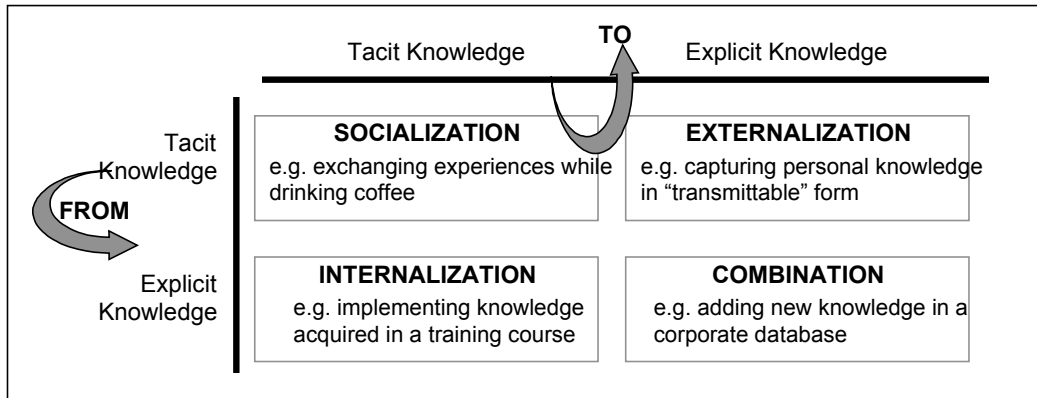 TO
Tacit Knowledge
Explicit Knowledge
Tacit
Knowledge
FROM
Explicit
Knowledge
SOCIALIZATION
e.g. exchanging experiences while
drinking coffee
EXTERNALIZATION
e.g. capturing personal knowledge
in “transmittable” form
INTERNALIZATION
e.g. implementing knowledge
acquired in a training course
COMBINATION
e.g. adding new knowledge in a
corporate database